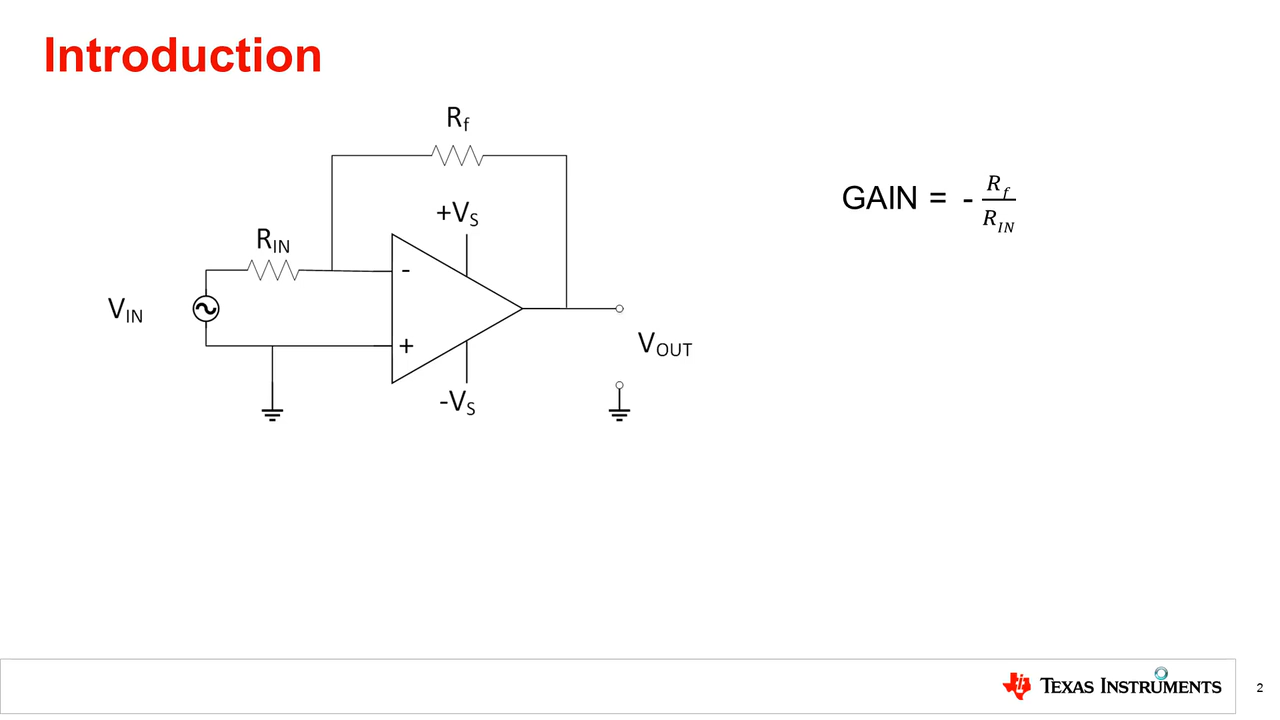 Introduction
Rf
+VS
RIN
-
VIN
+
VOUT
-VS
GAIN = - Rf/RIN
TEXAS INSTRUMENTS
2